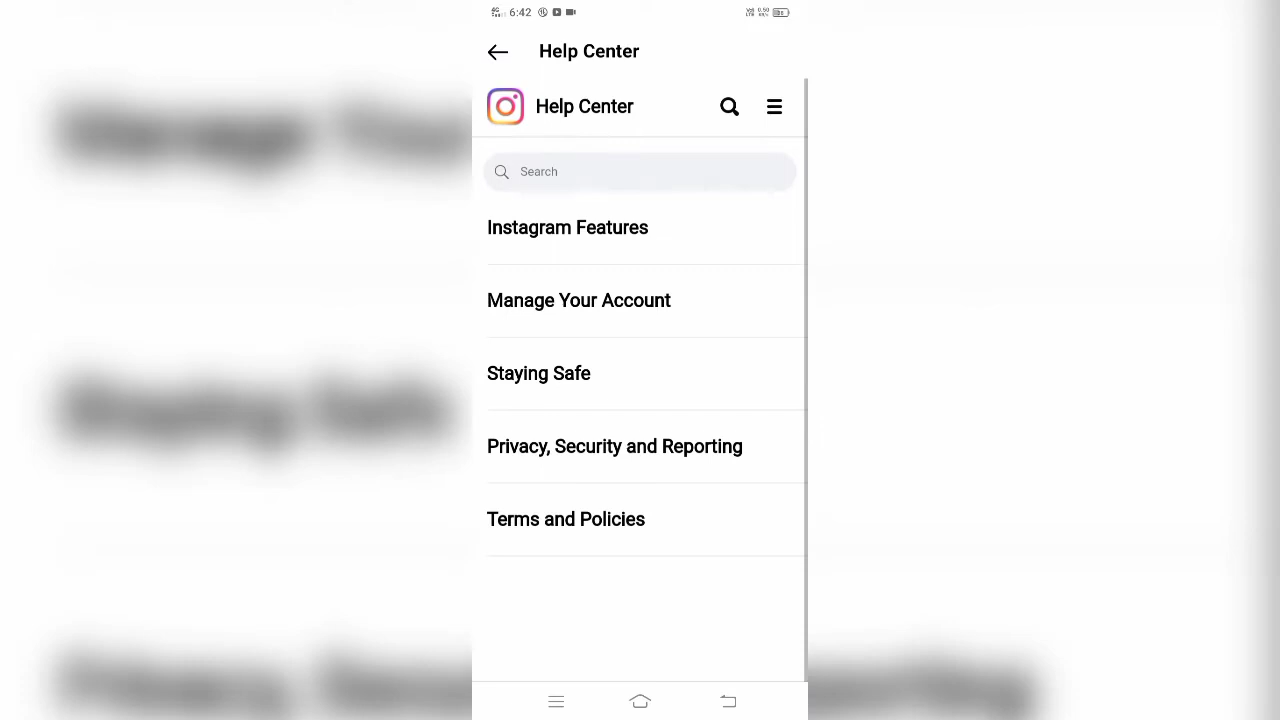 6:42
Help Center
Help Center
Search
Instagram Features
Manage Your Account
Staying Safe
Privacy, Security and Reporting
Terms and Policies